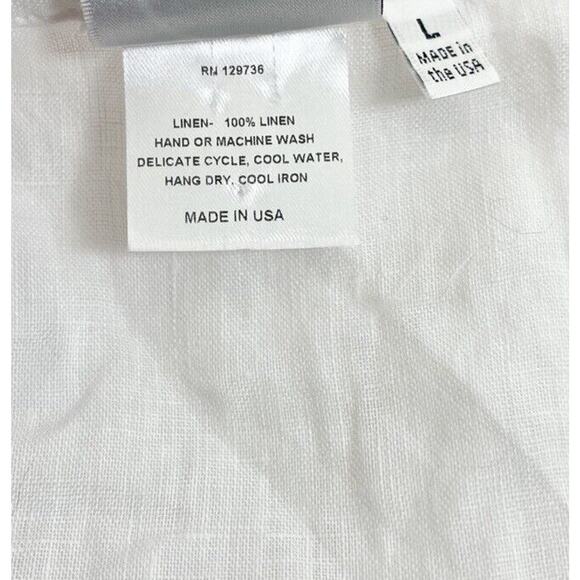 RN 129736
LINEN- 100% LINEN
HAND OR MACHINE WASH
DELICATE CYCLE, COOL WATER,
HANG DRY, COOL IRON
MADE IN USA
L
MADE in
the USA